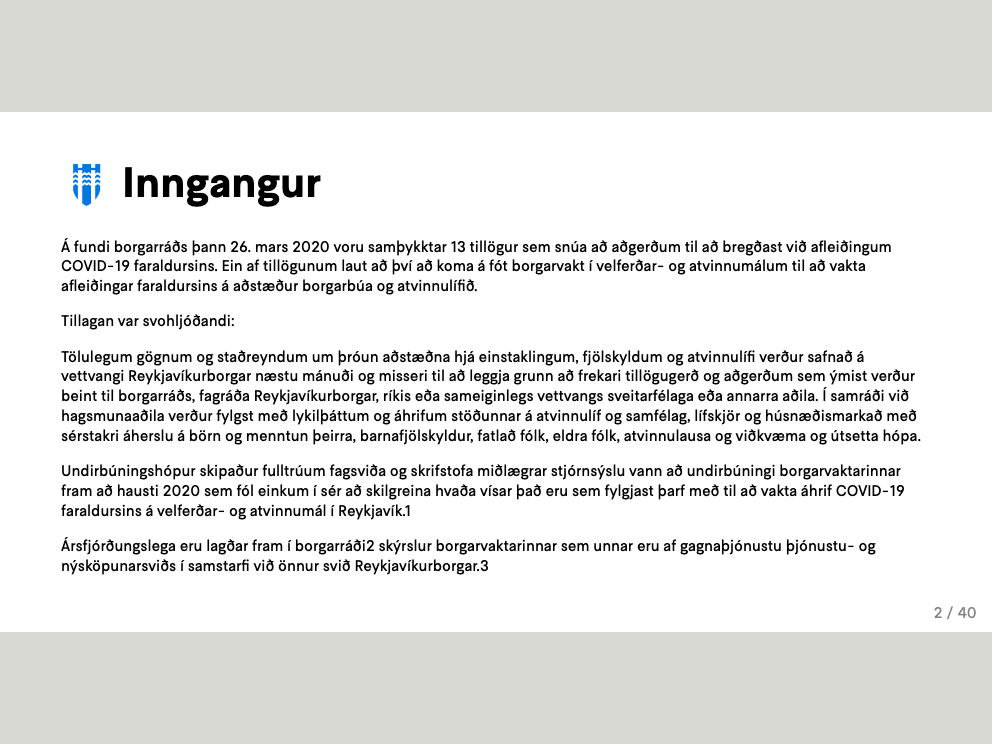 Inngangur
Á fundi borgarráðs þann 26. mars 2020 voru samþykktar 13 tillögur sem snúa að aðgerðum til að bregðast við afleiðingum
COVID-19 faraldursins. Ein af tillögunum laut að því að koma á fót borgarvakt í velferðar- og atvinnumálum til að vakta
afleiðingar faraldursins á aðstæður borgarbúa og atvinnulífið.
Tillagan var svohljóðandi:
Tölulegum gögnum og staðreyndum um þróun aðstæðna hjá einstaklingum, fjölskyldum og atvinnulífi verður safnað á
vettvangi Reykjavíkurborgar næstu mánuði og misseri til að leggja grunn að frekari tillögugerð og aðgerðum sem ýmist verður
beint til borgarráðs, fagráða Reykjavíkurborgar, ríkis eða sameiginlegs vettvangs sveitarfélaga eða annarra aðila. Í samráði við
hagsmunaaðila verður fylgst með lykilþáttum og áhrifum stöðunnar á atvinnulíf og samfélag, lífskjör og húsnæðismarkað með
sérstakri áherslu á börn og menntun þeirra, barnafjölskyldur, fatlað fólk, eldra fólk, atvinnulausa og viðkvæma og útsetta hópa.
Undirbúningshópur skipaður fulltrúum fagsviða og skrifstofa miðlægrar stjórnsýslu vann að undirbúningi borgarvaktarinnar
fram að hausti 2020 sem fól einkum í sér að skilgreina hvaða vísar það eru sem fylgjast þarf með til að vakta áhrif COVID-19
faraldursins á velferðar- og atvinnumál í Reykjavík.1
Ársfjórðungslega eru lagðar fram í borgarráði2 skýrslur borgarvaktarinnar sem unnar eru af gagnaþjónustu þjónustu- og
nýsköpunarsviðs í samstarfi við önnur svið Reykjavíkurborgar.3
2 / 40